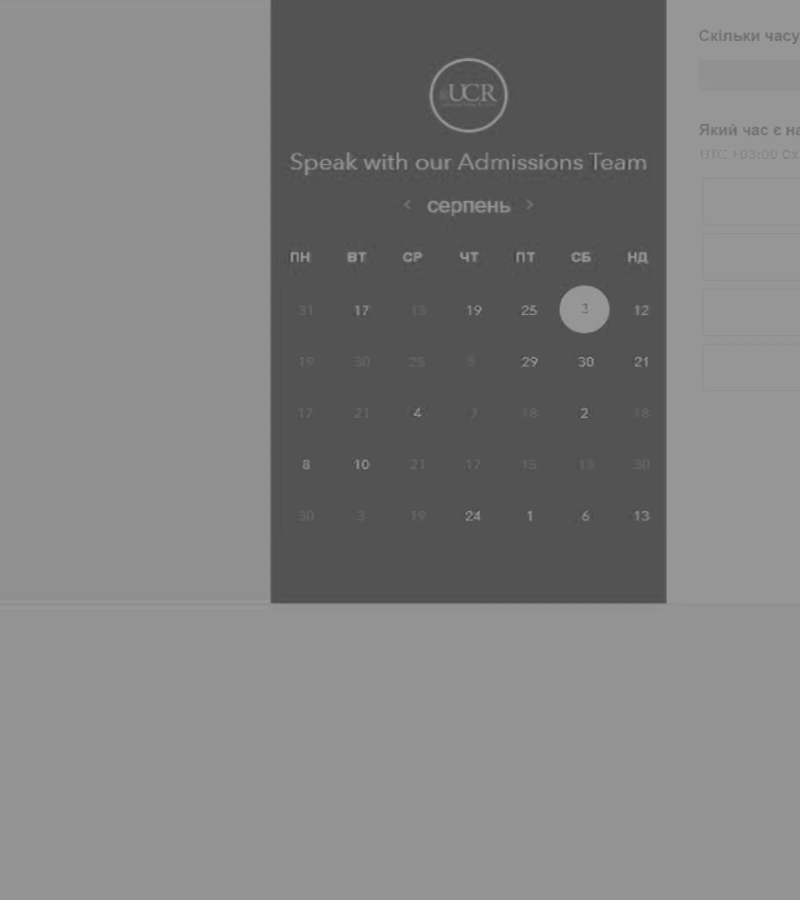 Скільки часу
UCR
Який час є на
UTC +03:00 Сх
Speak with our Admissions Team
‹ серпень ›
ПН ВТ СР ЧТ ПТ СБ НД
31 17 13 19 25 3 12
19 30 25 5 29 30 21
17 21 4 7 18 2 18
8 10 21 17 15 13 30
30 3 19 24 1 6 13